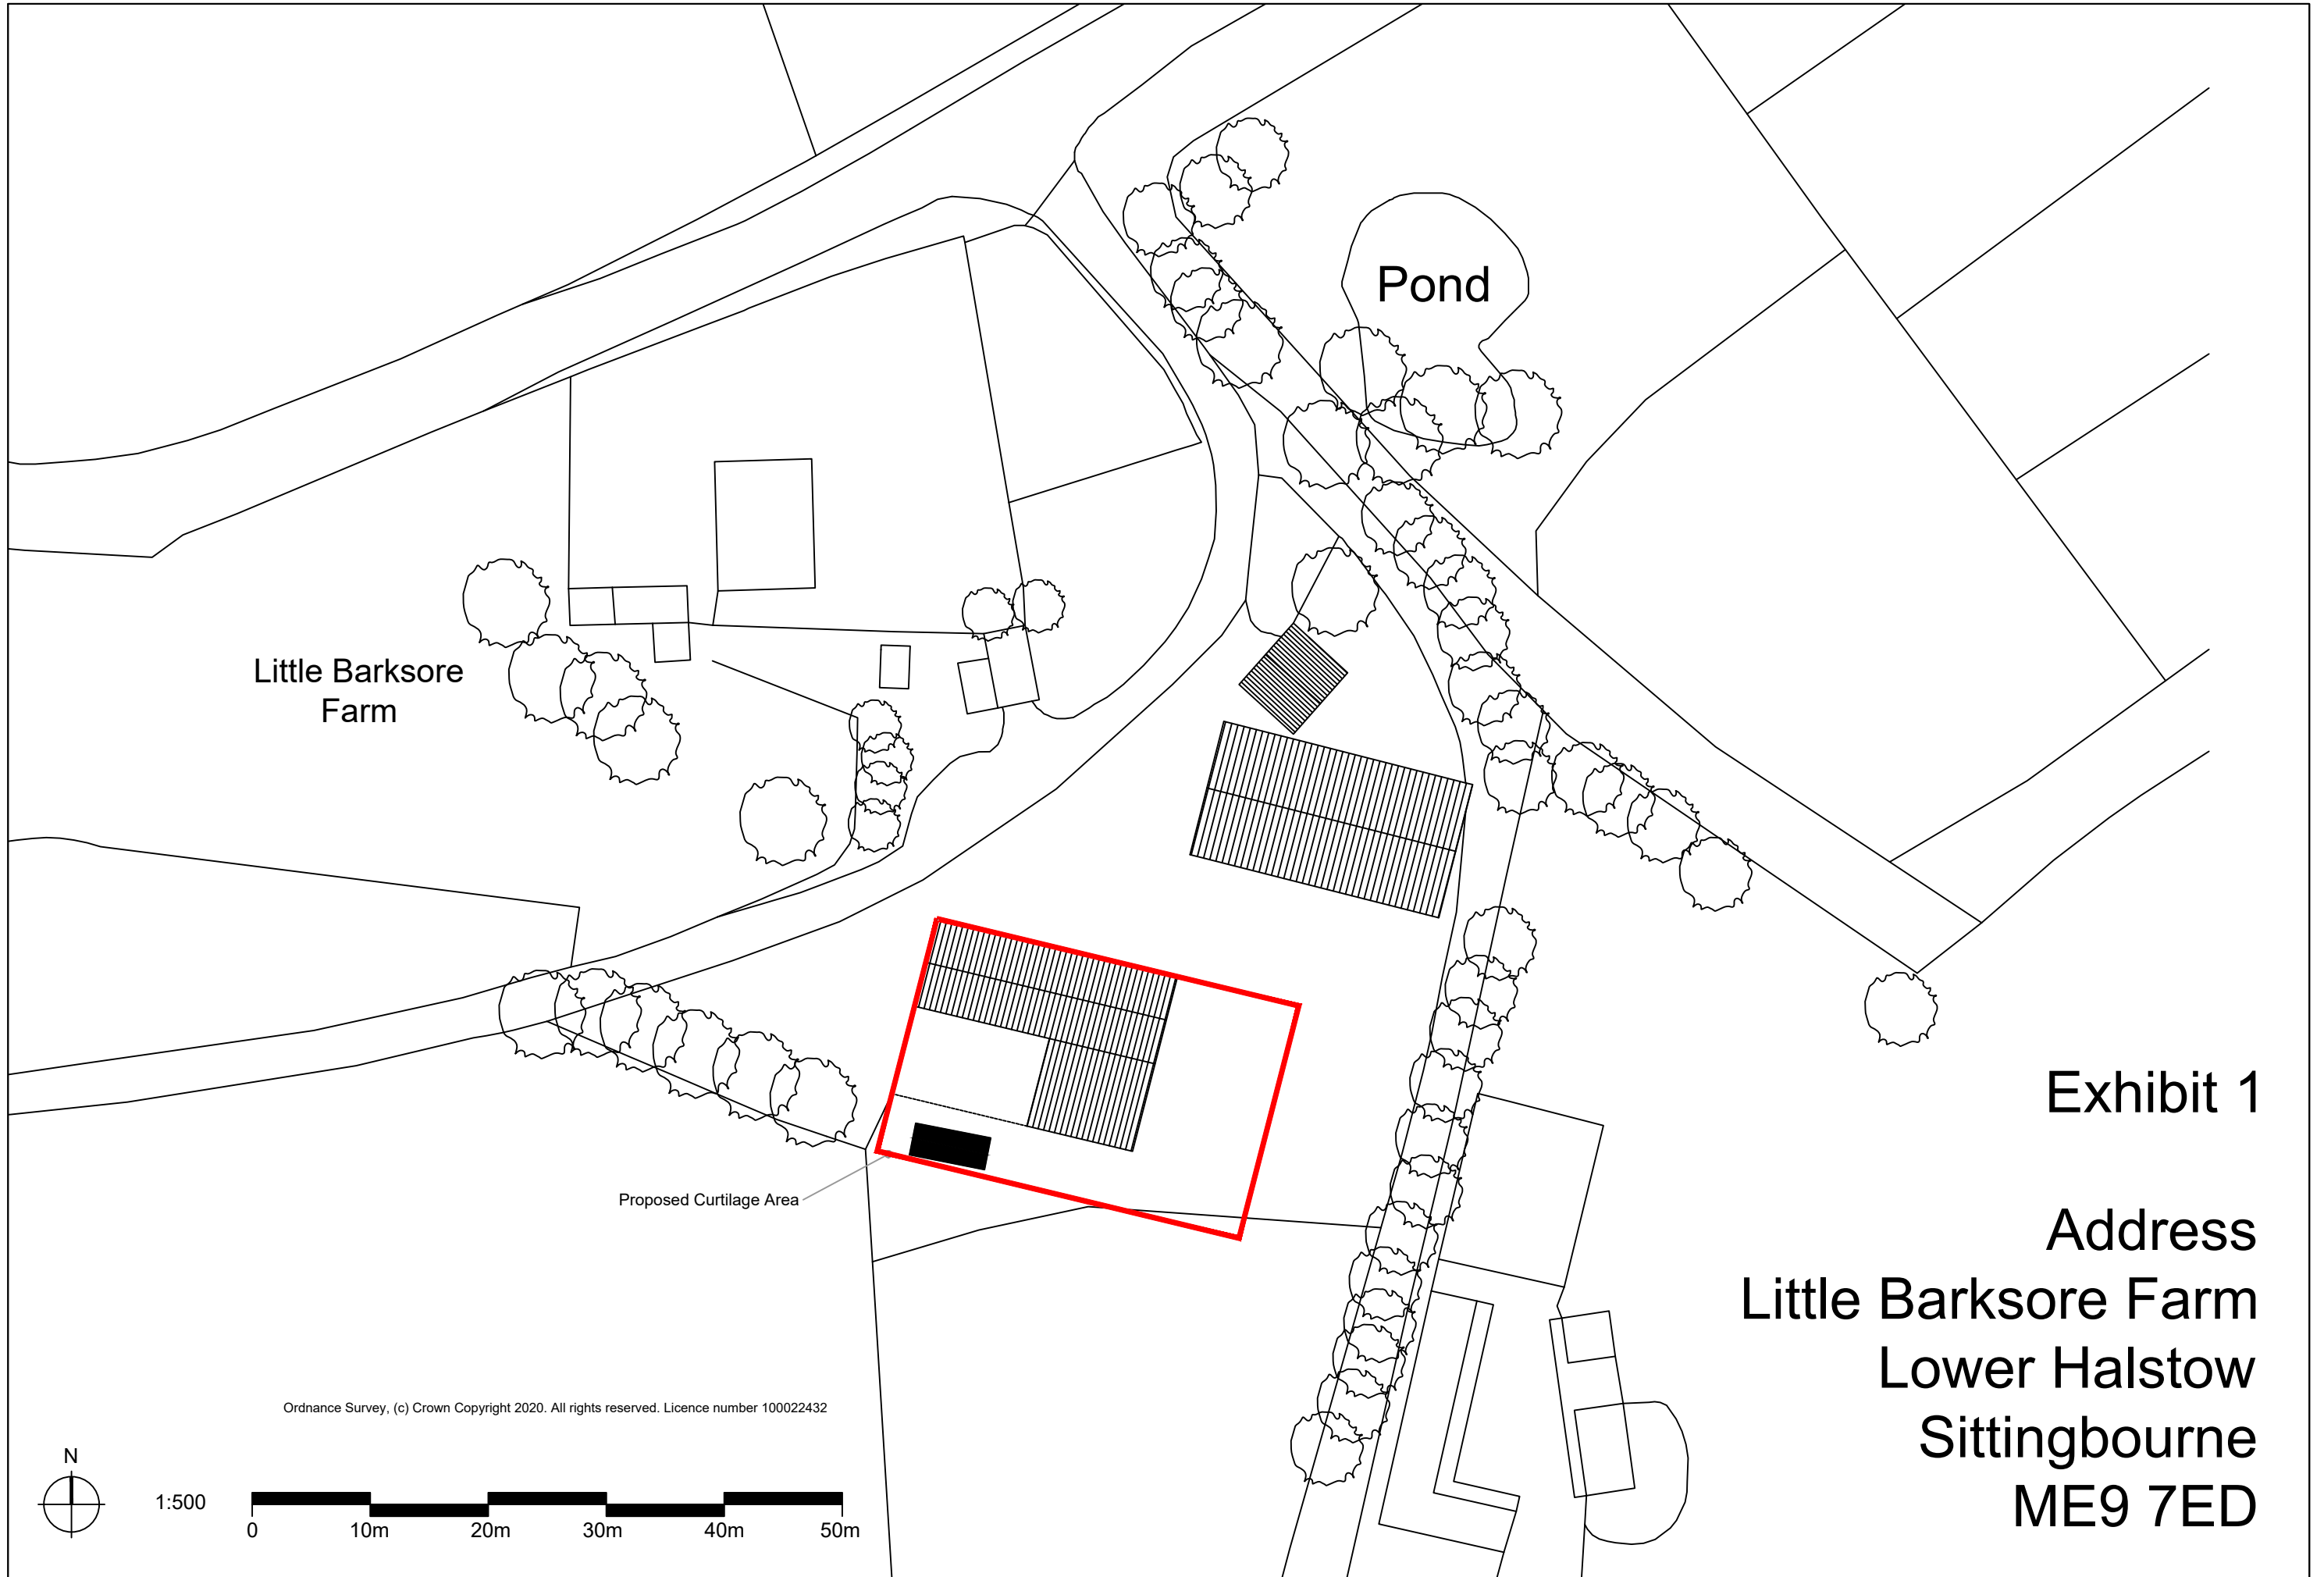 Pond
Little Barksore
Farm
Proposed Curtilage Area
Exhibit 1
Address
Little Barksore Farm
Lower Halstow
Sittingbourne
ME9 7ED
Ordnance Survey, (c) Crown Copyright 2020. All rights reserved. Licence number 100022432
N
1:500
0 10m 20m 30m 40m 50m